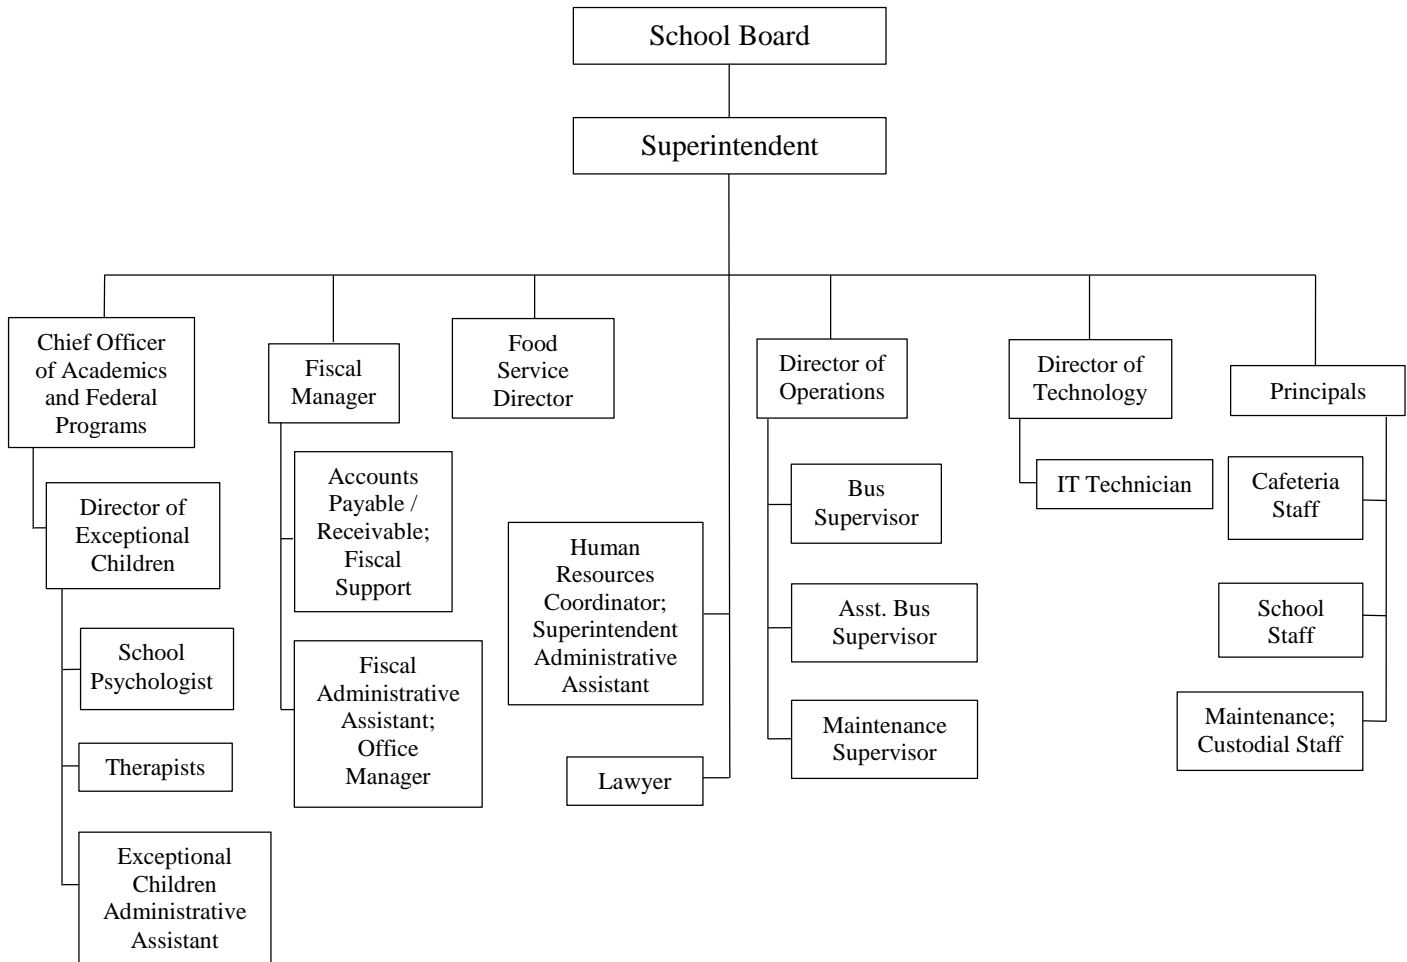 School Board
Superintendent
Chief Officer
of Academics
and Federal
Programs
Fiscal
Manager
Food
Service
Director
Director of
Operations
Director of
Technology
Principals
Director of
Exceptional
Children
School
Psychologist
Therapists
Exceptional
Children
Administrative
Assistant
Accounts
Payable /
Receivable;
Fiscal
Support
Fiscal
Administrative
Assistant;
Office
Manager
Human
Resources
Coordinator;
Superintendent
Administrative
Assistant
Lawyer
Bus
Supervisor
Asst. Bus
Supervisor
Maintenance
Supervisor
IT Technician
Cafeteria
Staff
School
Staff
Maintenance;
Custodial Staff